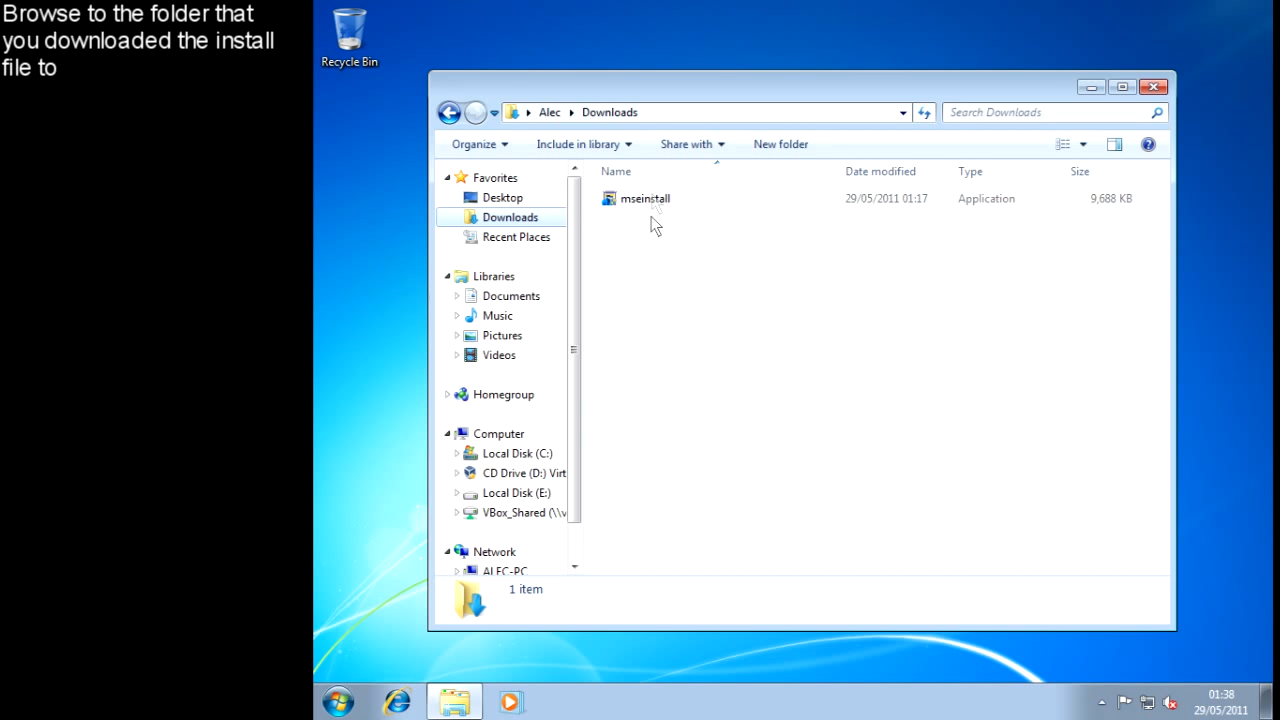 Browse to the folder that
you downloaded the install
file to
Recycle Bin
Alec
Downloads
Search Downloads
Organize
Include in library
Share with
New folder
Name
Date modified
Type
Size
mseinstall
29/05/2011 01:17
Application
9,688 KB
Favorites
Desktop
Downloads
Recent Places
Libraries
Documents
Music
Pictures
Videos
Homegroup
Computer
Local Disk (C:)
CD Drive (D:) Virt
Local Disk (E:)
VBox_Shared (\\v
Network
ALEC-PC
1 item
01:38
29/05/2011